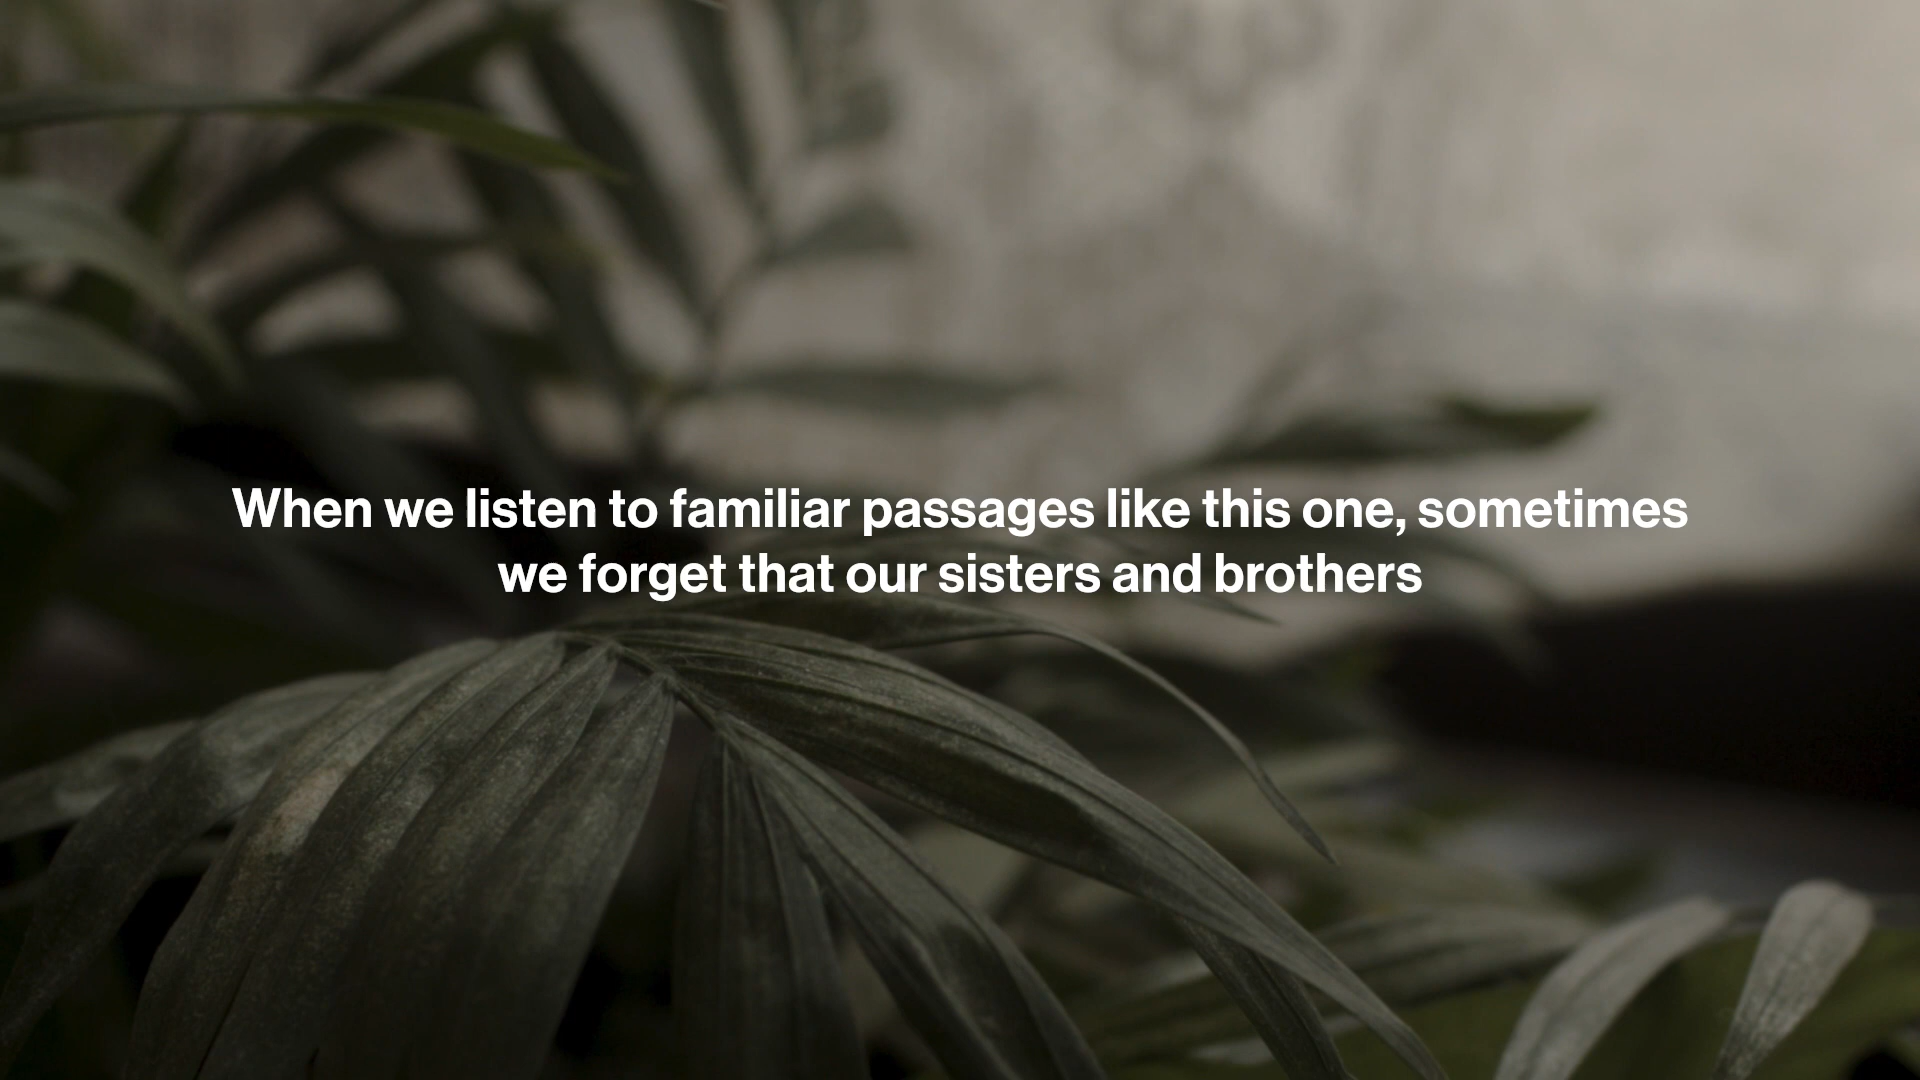 When we listen to familiar passages like this one, sometimes
we forget that our sisters and brothers